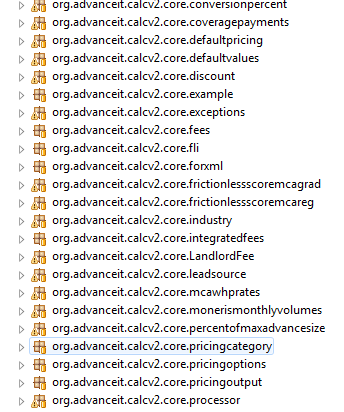 org.advanceit.calcv2.core.conversionpercent
org.advanceit.calcv2.core.coveragepayments
org.advanceit.calcv2.core.defaultpricing
org.advanceit.calcv2.core.defaultvalues
org.advanceit.calcv2.core.discount
org.advanceit.calcv2.core.example
org.advanceit.calcv2.core.exceptions
org.advanceit.calcv2.core.fees
org.advanceit.calcv2.core.fli
org.advanceit.calcv2.core.forxml
org.advanceit.calcv2.core.frictionlessscoremcagrad
org.advanceit.calcv2.core.frictionlessscoremcareg
org.advanceit.calcv2.core.industry
org.advanceit.calcv2.core.integratedfees
org.advanceit.calcv2.core.LandlordFee
org.advanceit.calcv2.core.leadsource
org.advanceit.calcv2.core.mcawhprates
org.advanceit.calcv2.core.monerismonthlyvolumes
org.advanceit.calcv2.core.percentofmaxadvancesize
org.advanceit.calcv2.core.pricingcategory
org.advanceit.calcv2.core.pricingoptions
org.advanceit.calcv2.core.pricingoutput
org.advanceit.calcv2.core.processor